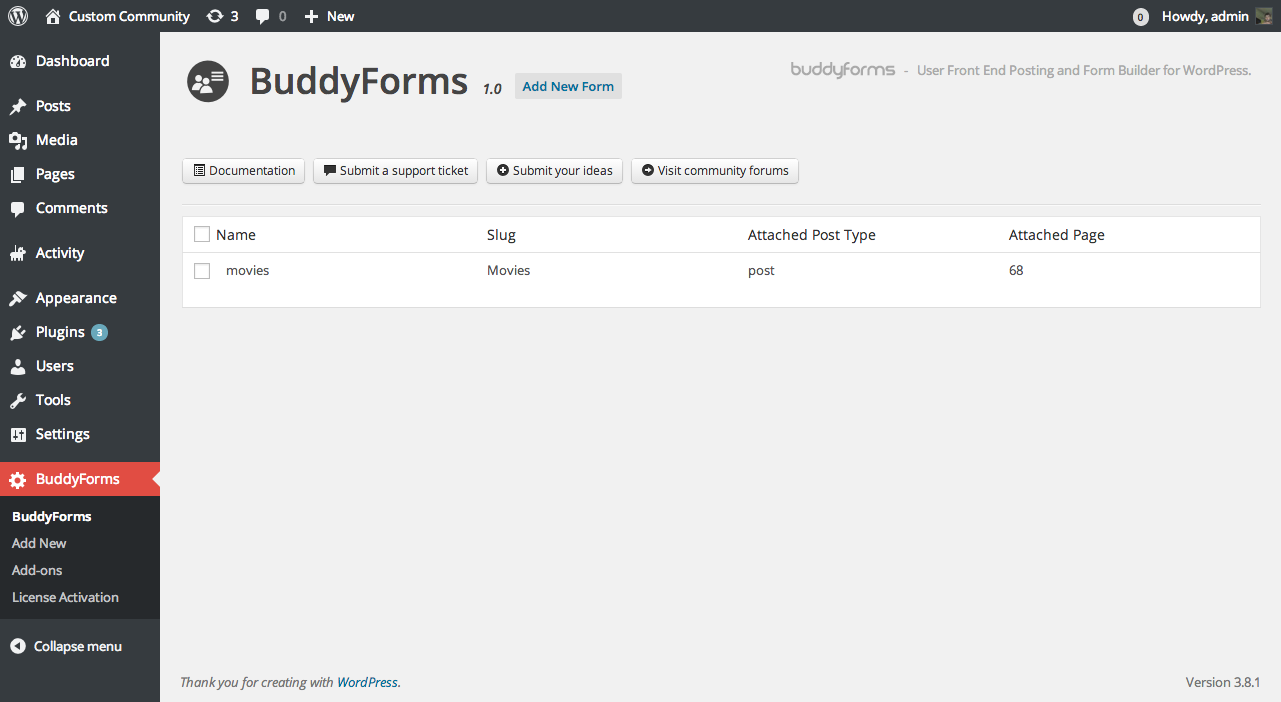 Custom Community 3 0 New 0 Howdy, admin
Dashboard
Posts
Media
Pages
Comments
Activity
Appearance
Plugins 3
Users
Tools
Settings
BuddyForms
BuddyForms
Add New
Add-ons
License Activation
Collapse menu
BuddyForms 1.0 Add New Form
buddyforms - User Front End Posting and Form Builder for WordPress.
Documentation Submit a support ticket Submit your ideas Visit community forums
Name Slug Attached Post Type Attached Page
movies Movies post 68
Thank you for creating with WordPress. Version 3.8.1